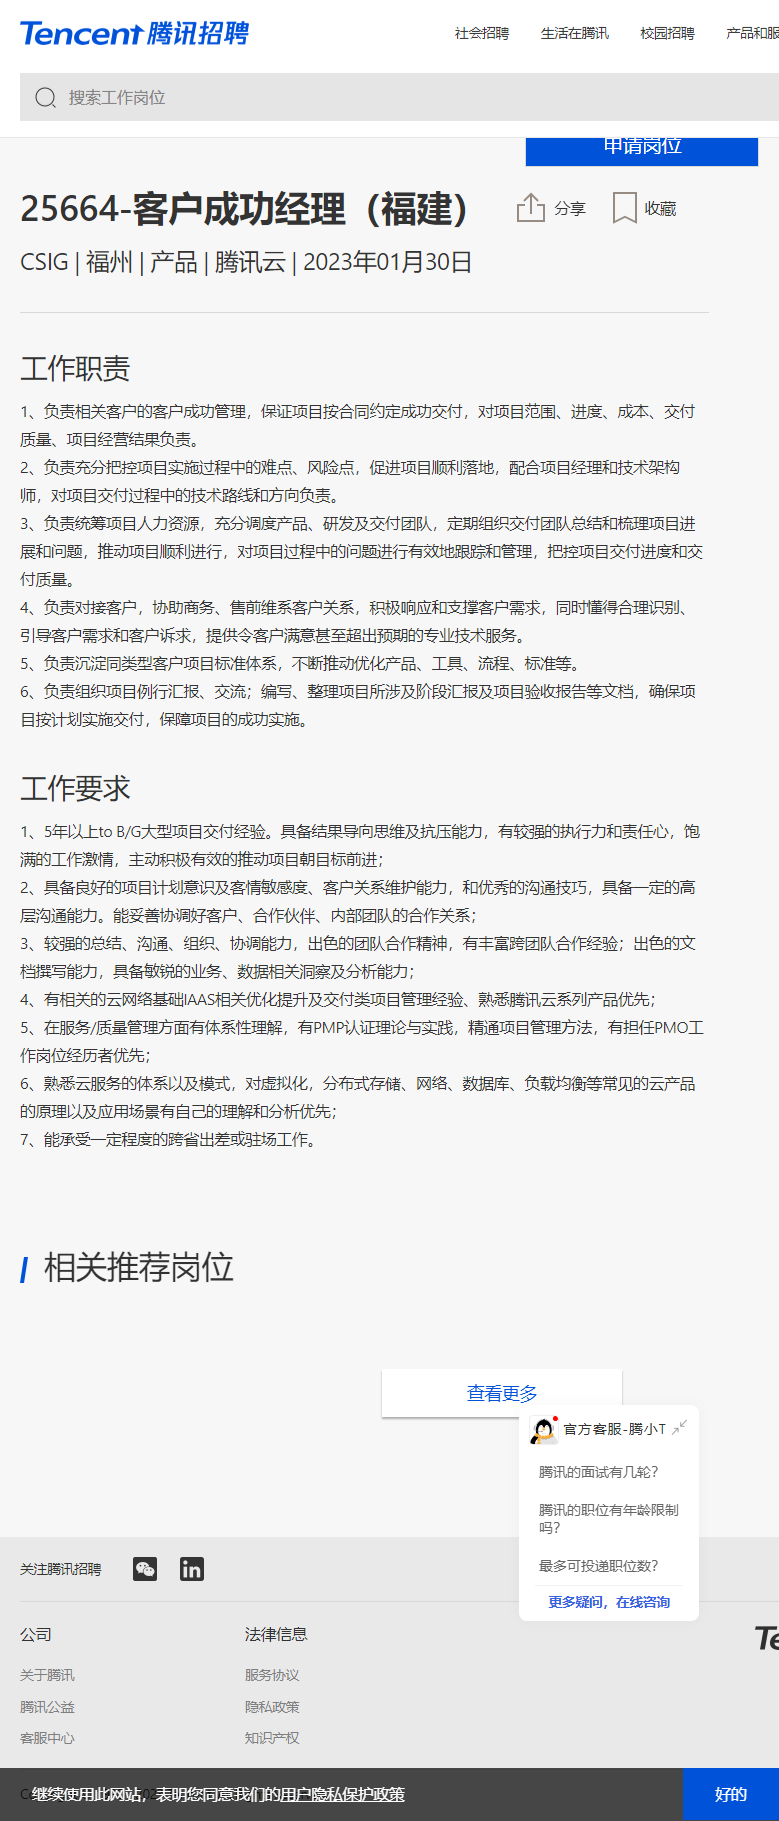 Tencent 腾讯招聘
社会招聘 生活在腾讯 校园招聘 产品和服
搜索工作岗位
申请岗位
25664-客户成功经理（福建） 分享 收藏
CSIG | 福州 | 产品 | 腾讯云 | 2023年01月30日
工作职责
1、负责相关客户的客户成功管理，保证项目按合同约定成功交付，对项目范围、进度、成本、交付
质量、项目经营结果负责。
2、负责充分把控项目实施过程中的难点、风险点，促进项目顺利落地，配合项目经理和技术架构
师，对项目交付过程中的技术路线和方向负责。
3、负责统筹项目人力资源，充分调度产品、研发及交付团队，定期组织交付团队总结和梳理项目进
展和问题，推动项目顺利进行，对项目过程中的问题进行有效地跟踪和管理，把控项目交付进度和交
付质量。
4、负责对接客户，协助商务、售前维系客户关系，积极响应和支撑客户需求，同时懂得合理识别、
引导客户需求和客户诉求，提供令客户满意甚至超出预期的专业技术服务。
5、负责沉淀同类型客户项目标准体系，不断推动优化产品、工具、流程、标准等。
6、负责组织项目例行汇报、交流；编写、整理项目所涉及阶段汇报及项目验收报告等文档，确保项
目按计划实施交付，保障项目的成功实施。
工作要求
1、5年以上to B/G大型项目交付经验。具备结果导向思维及抗压能力，有较强的执行力和责任心，饱
满的工作激情，主动积极有效的推动项目朝目标前进；
2、具备良好的项目计划意识及客情敏感度、客户关系维护能力，和优秀的沟通技巧，具备一定的高
层沟通能力。能妥善协调好客户、合作伙伴、内部团队的合作关系；
3、较强的总结、沟通、组织、协调能力，出色的团队合作精神，有丰富跨团队合作经验；出色的文
档撰写能力，具备敏锐的业务、数据相关洞察及分析能力；
4、有相关的云网络基础IAAS相关优化提升及交付类项目管理经验、熟悉腾讯云系列产品优先；
5、在服务/质量管理方面有体系性理解，有PMP认证理论与实践，精通项目管理方法，有担任PMO工
作岗位经历者优先；
6、熟悉云服务的体系以及模式，对虚拟化，分布式存储、网络、数据库、负载均衡等常见的云产品
的原理以及应用场景有自己的理解和分析优先；
7、能承受一定程度的跨省出差或驻场工作。
相关推荐岗位
查看更多
官方客服-腾小T
腾讯的面试有几轮？
腾讯的职位有年龄限制
吗？
最多可投递职位数？
更多疑问，在线咨询
关注腾讯招聘
公司 法律信息
Te
关于腾讯 服务协议
腾讯公益 隐私政策
客服中心 知识产权
继续使用此网站，表明您同意我们的用户隐私保护政策 好的